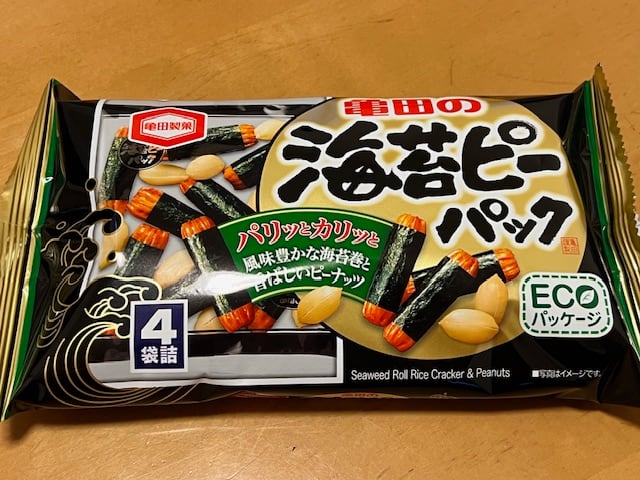 亀田製菓
亀田の
海苔ピー
パック
パリッとカリッと
風味豊かな海苔巻と
香ばしいピーナッツ
4
袋詰
ECO
パッケージ
Seaweed Roll Rice Cracker & Peanuts
■写真はイメージです。